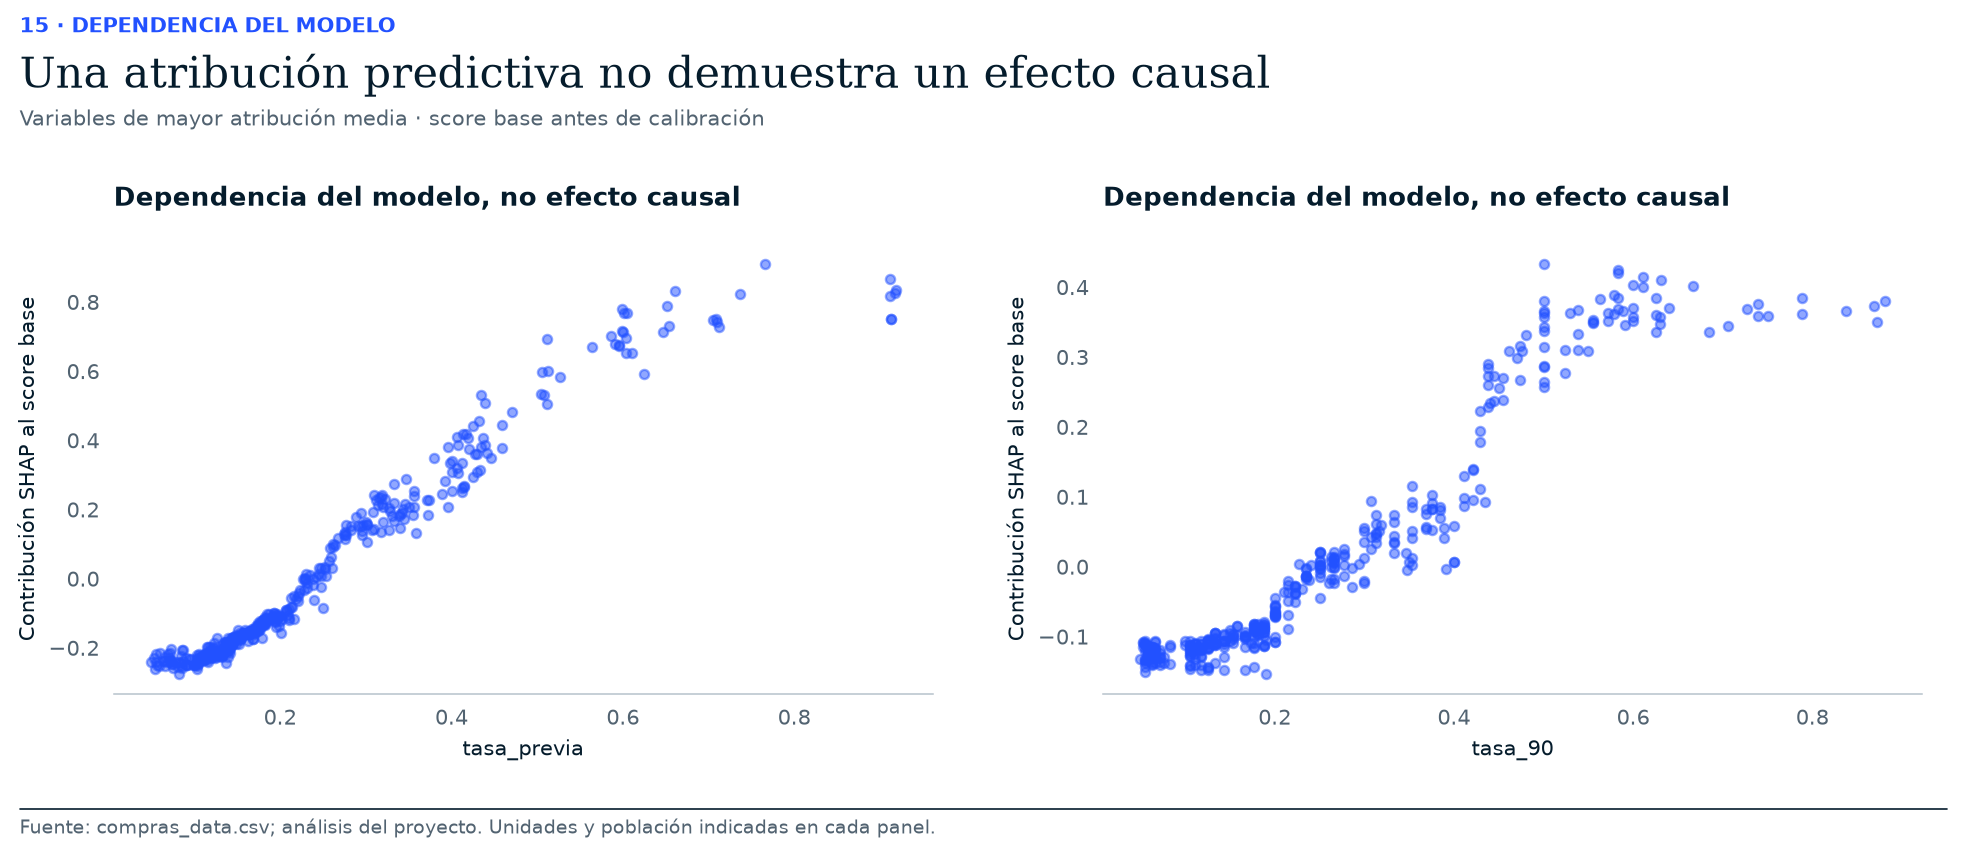 15 · DEPENDENCIA DEL MODELO
Una atribución predictiva no demuestra un efecto causal
Variables de mayor atribución media · score base antes de calibración
Dependencia del modelo, no efecto causal
Contribución SHAP al score base
0.8
0.6
0.4
0.2
0.0
−0.2
0.2 0.4 0.6 0.8
tasa_previa
Dependencia del modelo, no efecto causal
Contribución SHAP al score base
0.4
0.3
0.2
0.1
0.0
−0.1
0.2 0.4 0.6 0.8
tasa_90
Fuente: compras_data.csv; análisis del proyecto. Unidades y población indicadas en cada panel.